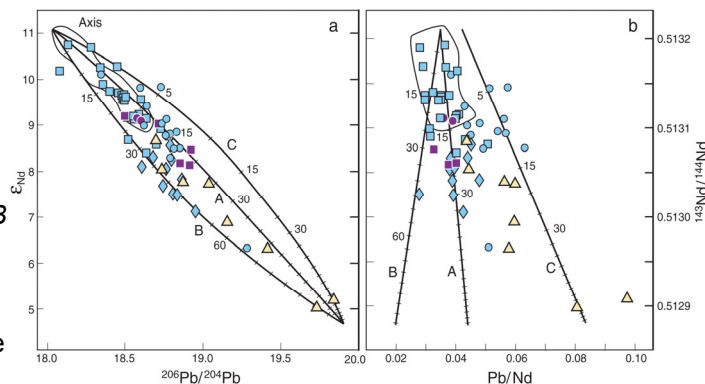 Axis
a
b
11
10
9
8
7
6
5
εNd
18.0
18.5
19.0
19.5
20.0
206Pb/204Pb
15
5
30
C
15
A
30
B
60
30
15
5
30
15
60
30
30
B
A
C
0.02
0.04
0.06
0.08
0.10
Pb/Nd
0.5132
0.5131
0.5130
0.5129
143Nd/144Nd
3
e